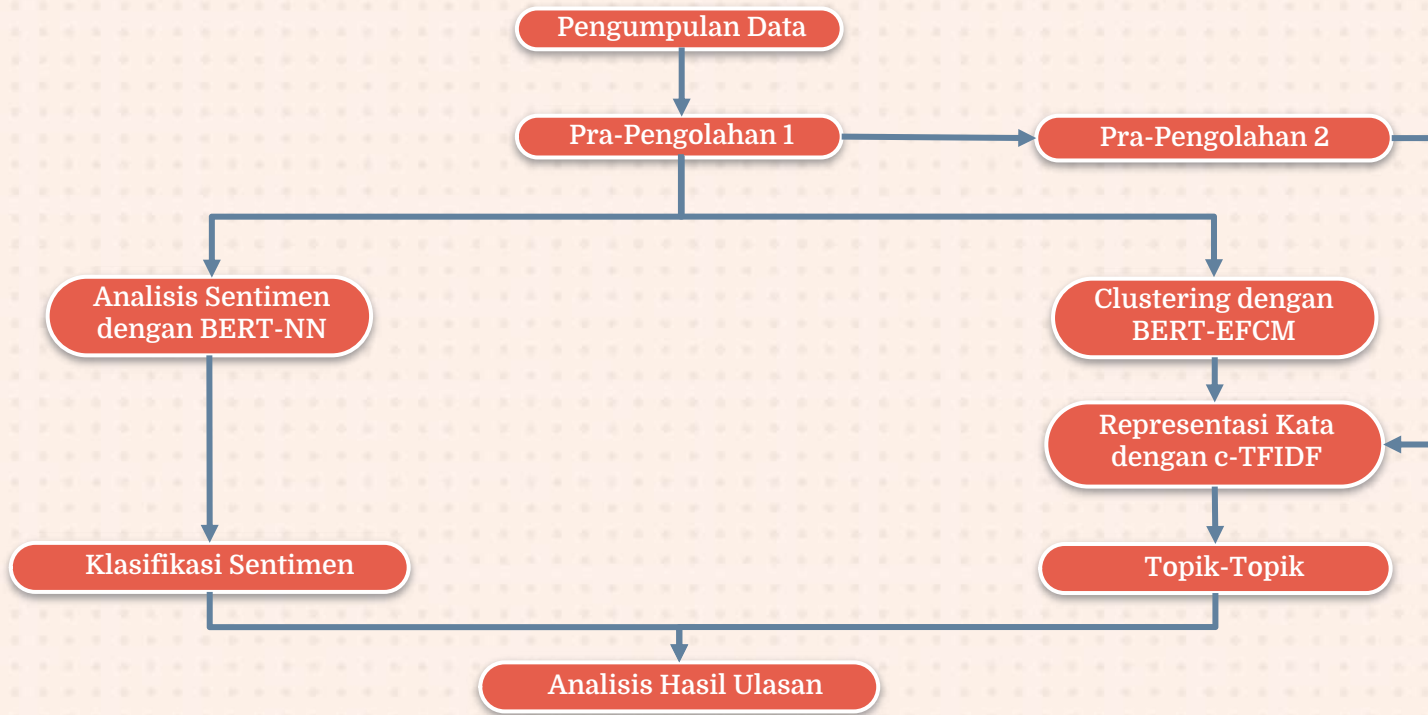 Pengumpulan Data
Pra-Pengolahan 1
Pra-Pengolahan 2
Analisis Sentimen
dengan BERT-NN
Clustering dengan
BERT-EFCM
Representasi Kata
dengan c-TFIDF
Klasifikasi Sentimen
Topik-Topik
Analisis Hasil Ulasan